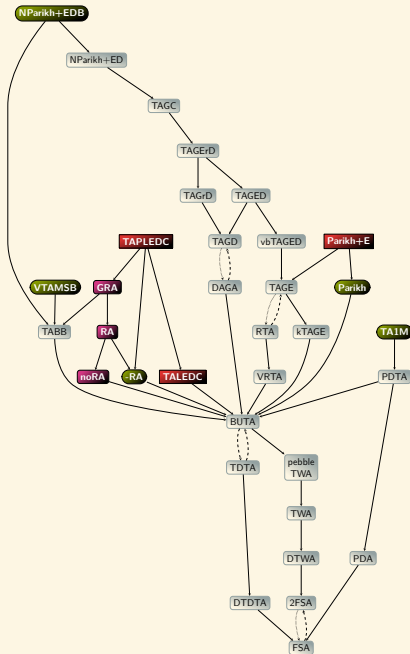 NParikh+EDB
NParikh+ED
TAGC
TAGErD
TAGrD
TAGED
TAPLEDC
TAGD
vbTAGED
Parikh+E
VTAMSB
GRA
DAGA
TAGE
Parikh
TABB
RA
RTA
kTAGE
TA1M
noRA
-RA
TALEDC
VRTA
PDTA
BUTA
TDTA
pebble
TWA
TWA
DTWA
PDA
DTDTA
2FSA
FSA